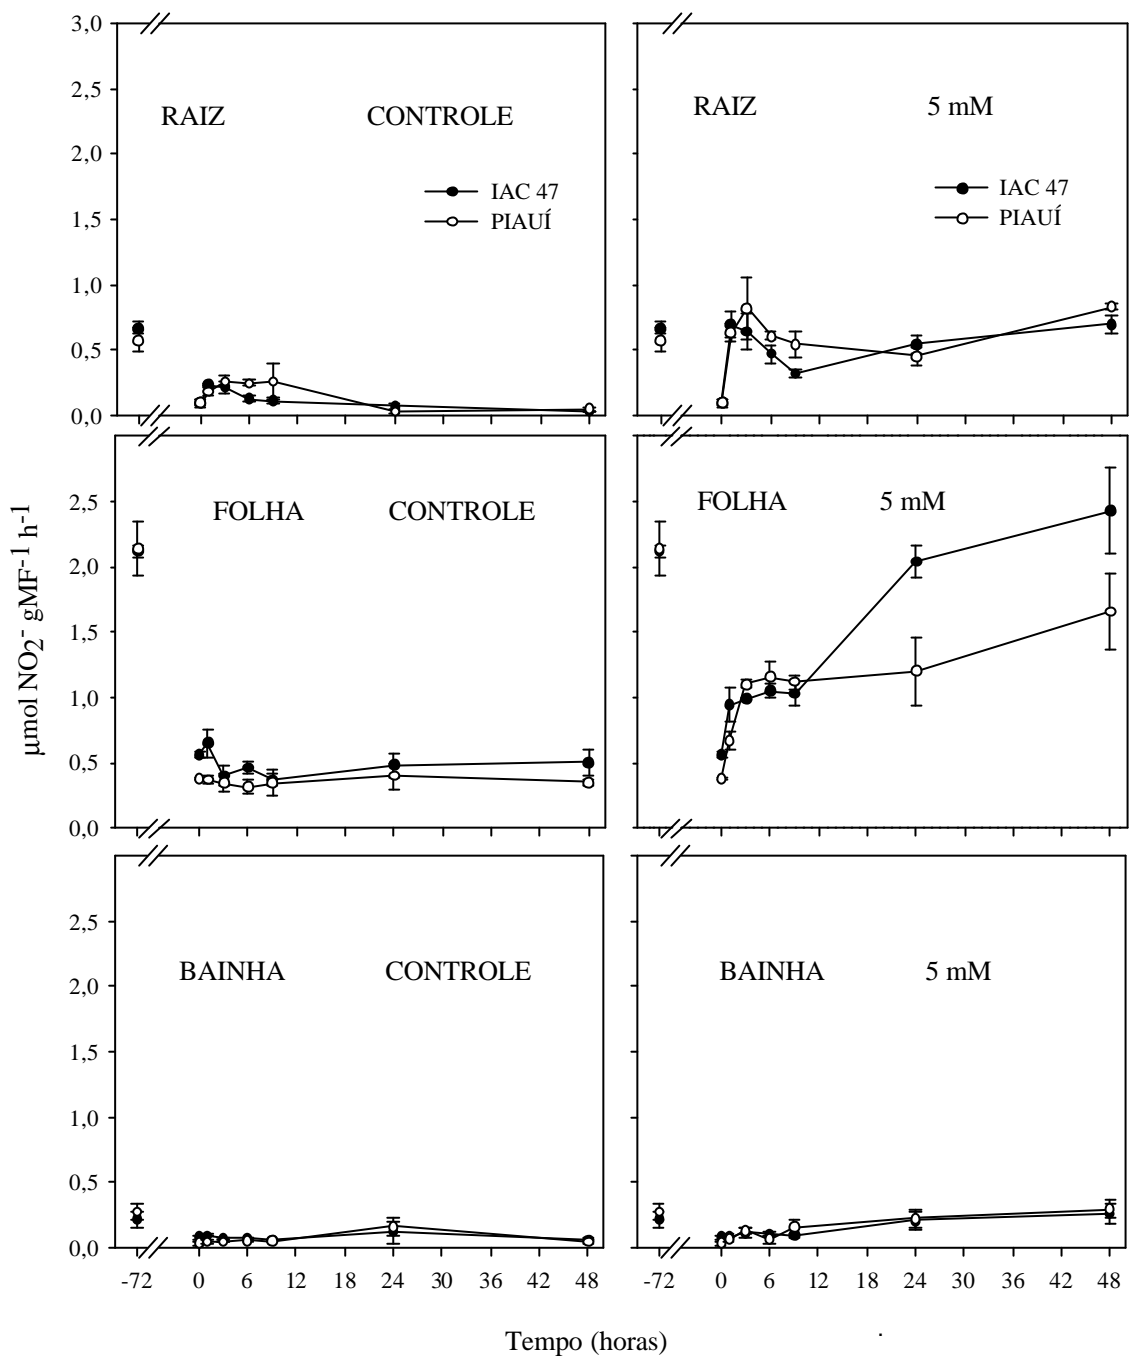 3,0
2,5
2,0
1,5
1,0
0,5
0,0
RAIZ CONTROLE
IAC 47
PIAUÍ
RAIZ 5 mM
IAC 47
PIAUÍ
µmol NO2- gMF-1 h-1
2,5
2,0
1,5
1,0
0,5
0,0
FOLHA CONTROLE
FOLHA 5 mM
2,5
2,0
1,5
1,0
0,5
0,0
BAINHA CONTROLE
BAINHA 5 mM
-72 0 6 12 24 36 48
-72 0 6 12 18 24 30 36 42 48
Tempo (horas)